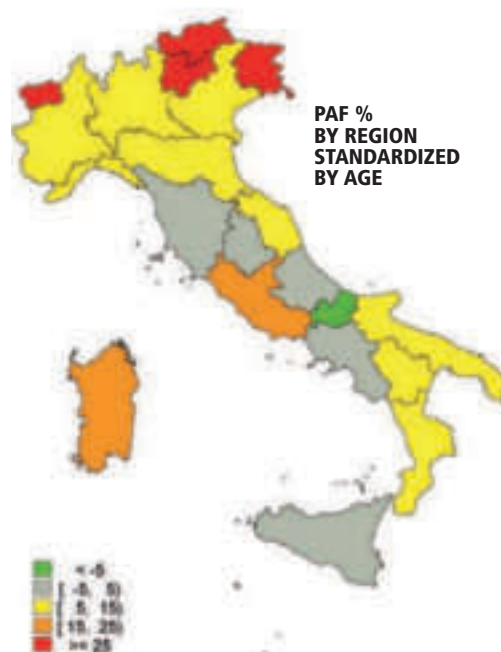 PAF %
BY REGION
STANDARDIZED
BY AGE
< -5
-5, 5)
5, 15)
15, 25)
>= 25